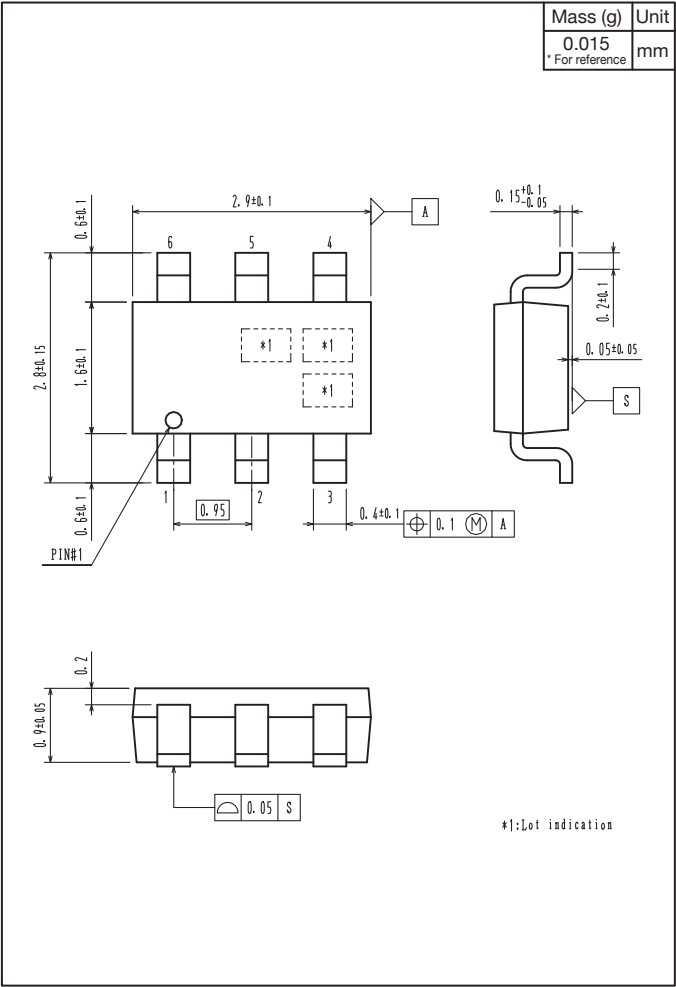 Mass (g) Unit
0.015 mm
* For reference
2.9±0.1
A
0.15 +0.1 -0.05
0.6±0.1
6 5 4
0.2±0.1
*1 *1
*1
2.8±0.15
1.6±0.1
0.05±0.05
S
1 2 3
0.95
0.4±0.1
⌖ 0.1 Ⓜ A
0.6±0.1
PIN#1
0.2
0.9±0.05
⌓ 0.05 S
*1:Lot indication